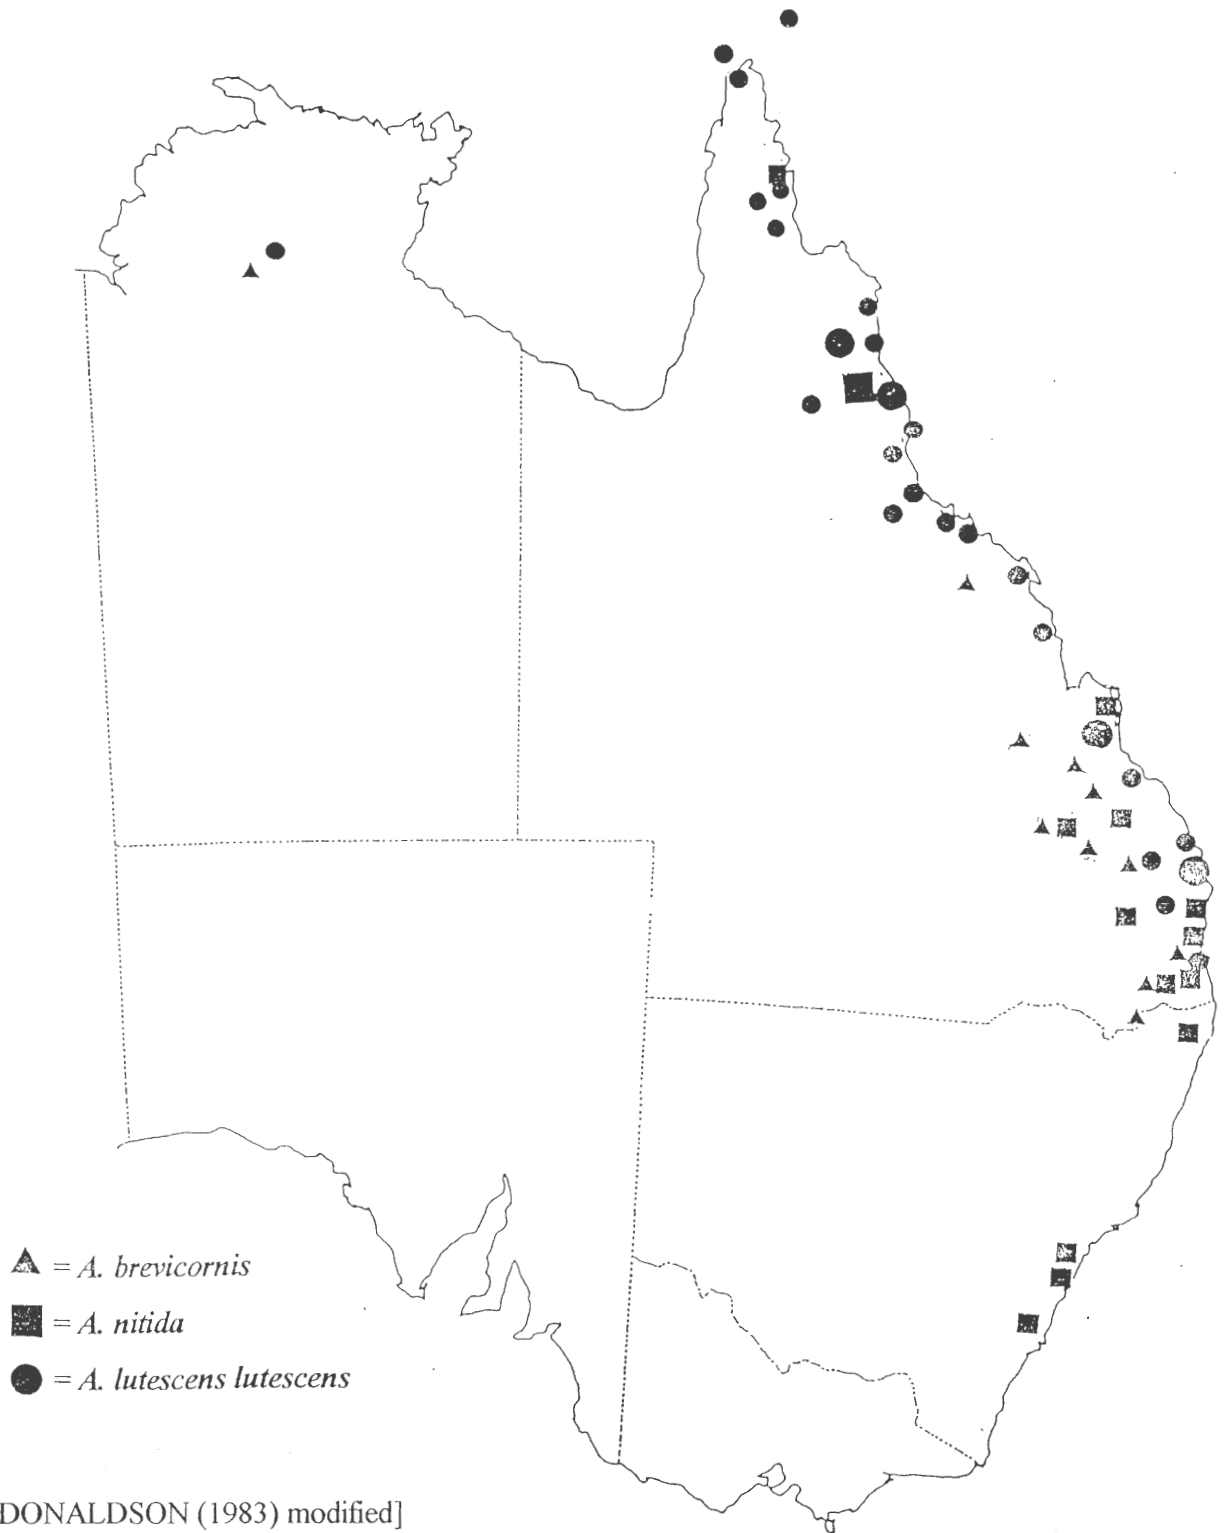 = A. brevicornis
= A. nitida
= A. lutescens lutescens
DONALDSON (1983) modified]